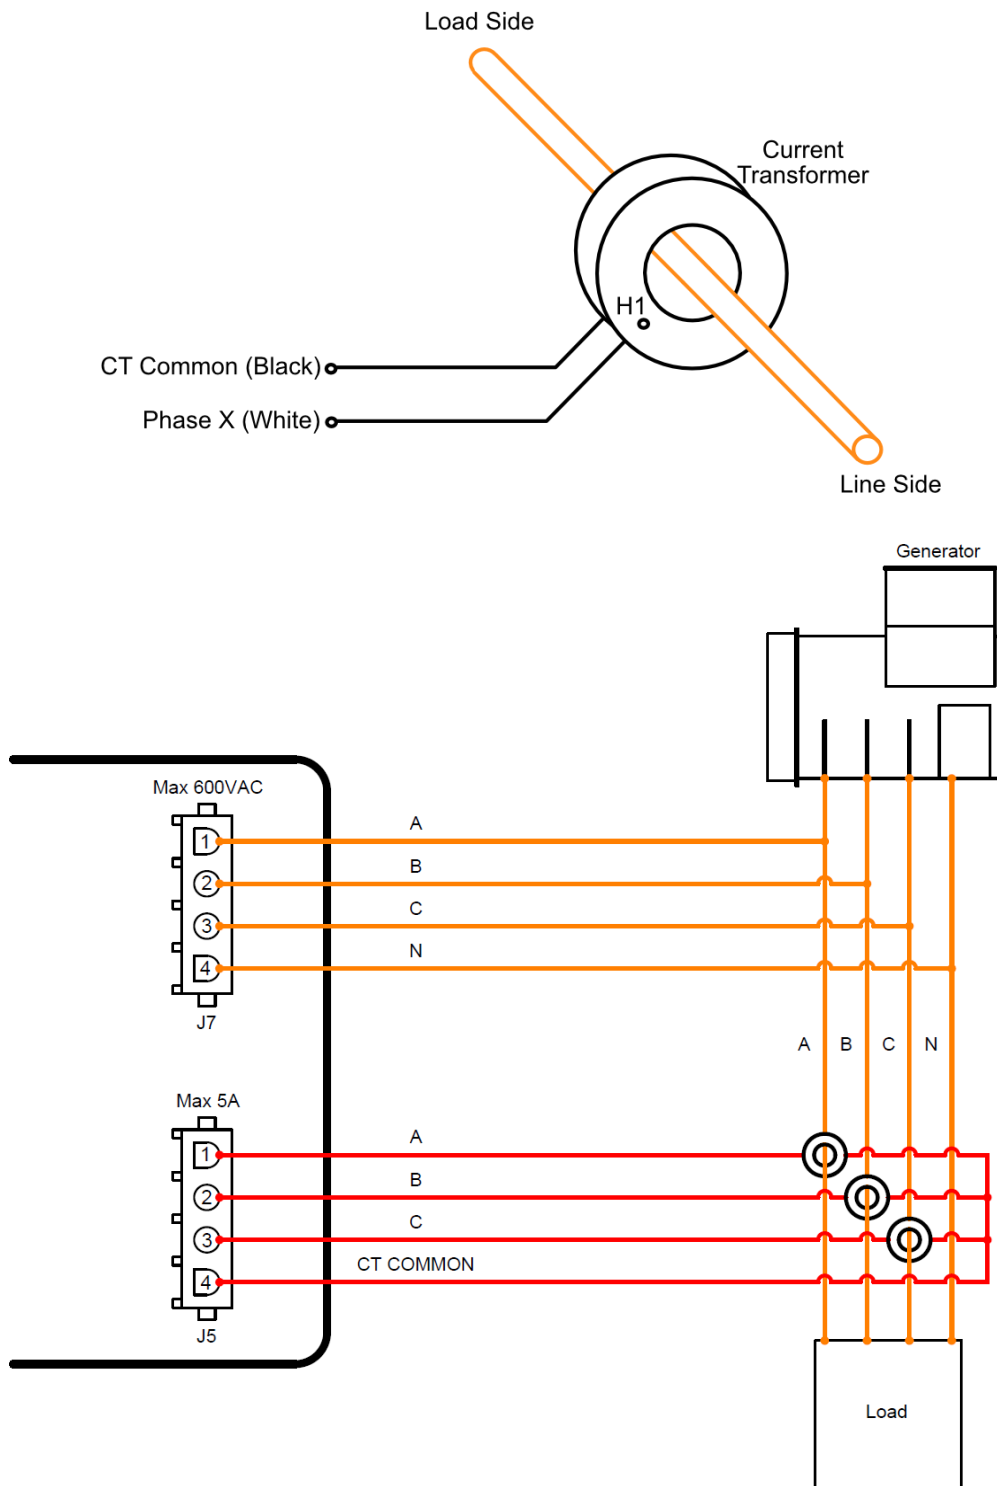 Load Side
Current
Transformer
H1
CT Common (Black)
Phase X (White)
Line Side
Generator
Max 600VAC
1
A
2
B
3
C
4
N
J7
A B C N
Max 5A
1
A
2
B
3
C
4
CT COMMON
J5
Load